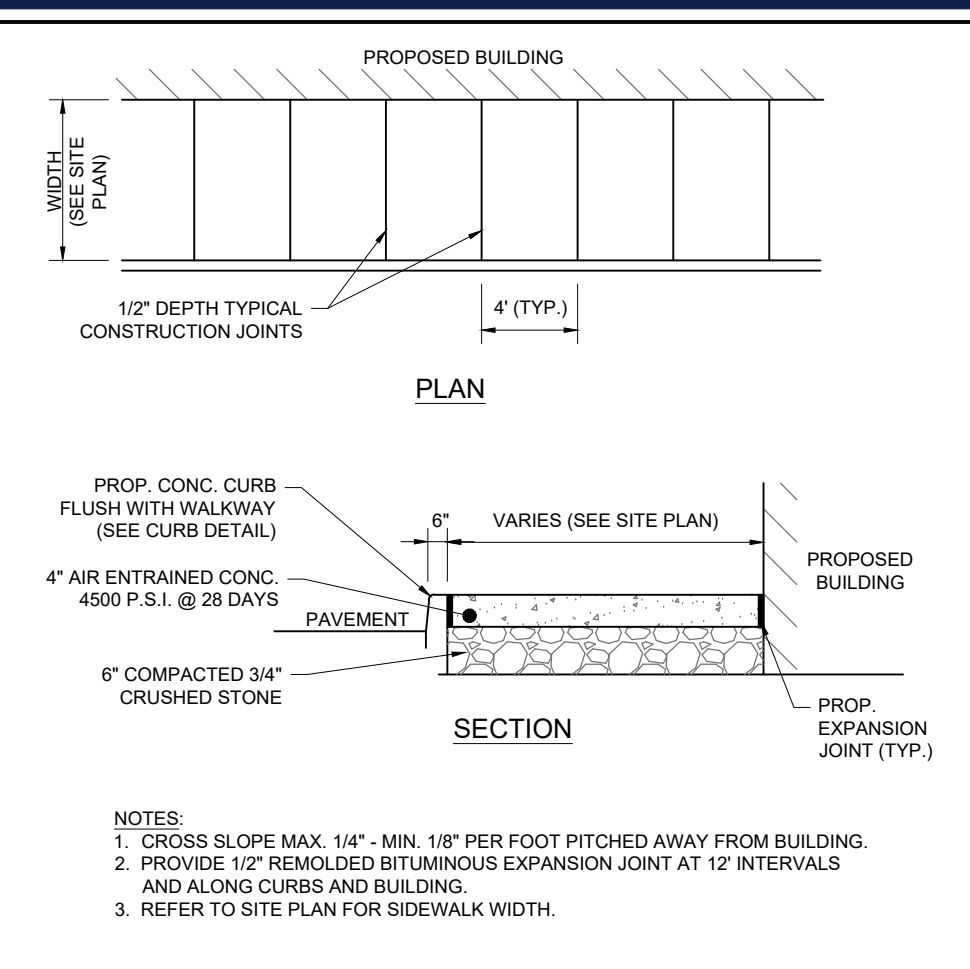 PROPOSED BUILDING
WIDTH
(SEE SITE
PLAN)
1/2" DEPTH TYPICAL
CONSTRUCTION JOINTS
4' (TYP.)
PLAN
PROP. CONC. CURB
FLUSH WITH WALKWAY
(SEE CURB DETAIL)
6"
VARIES (SEE SITE PLAN)
PROPOSED
BUILDING
4" AIR ENTRAINED CONC.
4500 P.S.I. @ 28 DAYS
PAVEMENT
6" COMPACTED 3/4"
CRUSHED STONE
PROP.
EXPANSION
JOINT (TYP.)
SECTION
NOTES:
1. CROSS SLOPE MAX. 1/4" - MIN. 1/8" PER FOOT PITCHED AWAY FROM BUILDING.
2. PROVIDE 1/2" REMOLDED BITUMINOUS EXPANSION JOINT AT 12' INTERVALS
AND ALONG CURBS AND BUILDING.
3. REFER TO SITE PLAN FOR SIDEWALK WIDTH.